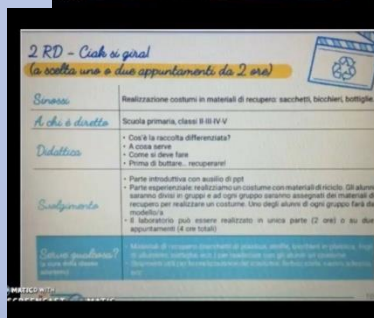 2 RD - Ciak si gira!
(a scelta uno o due appuntamenti da 2 ore)
Sinossi
Realizzazione costumi in materiali di recupero: sacchetti, bicchieri, bottiglie
A chi è diretto
Scuola primaria, classi II-III-IV-V
Didattica
• Cos'è la raccolta differenziata?
• A cosa serve
• Come si deve fare
• Prima di buttare.. recuperare!
Svolgimento
• Parte introduttiva con ausilio di ppt
• Parte esperienziale: realizziamo un costume con materiali di riciclo. Gli alunni
saranno divisi in gruppi e ad ogni gruppo saranno assegnati dei materiali di
recupero per realizzare un costume. Uno degli alunni di ogni gruppo farà da
modello/a
• Il laboratorio può essere realizzato in unica parte (2 ore) o su due
appuntamenti (4 ore totali)
Serve qualcosa?
Materiali di recupero